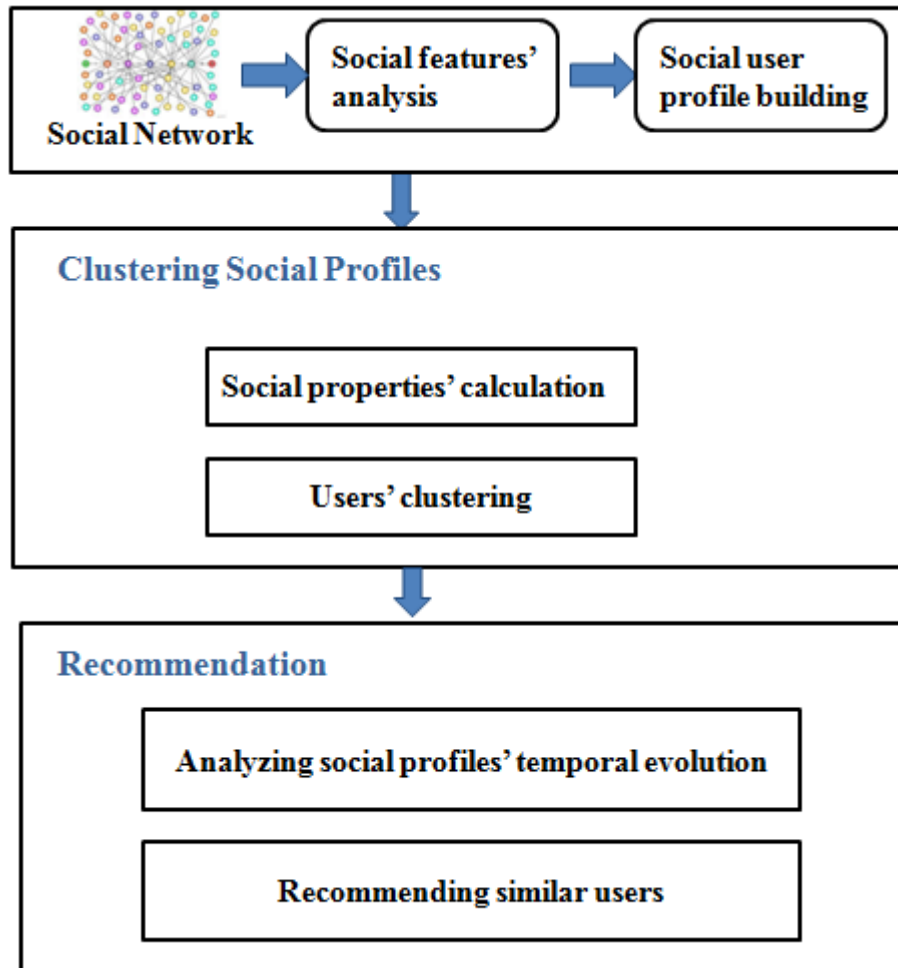 Social features’
analysis
Social user
profile building
Social Network
Clustering Social Profiles
Social properties’ calculation
Users’ clustering
Recommendation
Analyzing social profiles’ temporal evolution
Recommending similar users